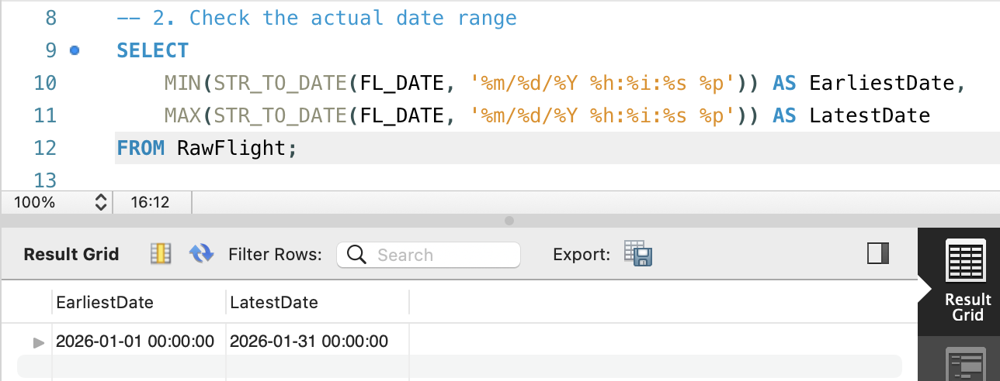 8 -- 2. Check the actual date range
9 SELECT
10 MIN(STR_TO_DATE(FL_DATE, '%m/%d/%Y %h:%i:%s %p')) AS EarliestDate,
11 MAX(STR_TO_DATE(FL_DATE, '%m/%d/%Y %h:%i:%s %p')) AS LatestDate
12 FROM RawFlight;
13
100% 16:12
Result Grid Filter Rows: Search Export:
Result
Grid
EarliestDate LatestDate
2026-01-01 00:00:00 2026-01-31 00:00:00